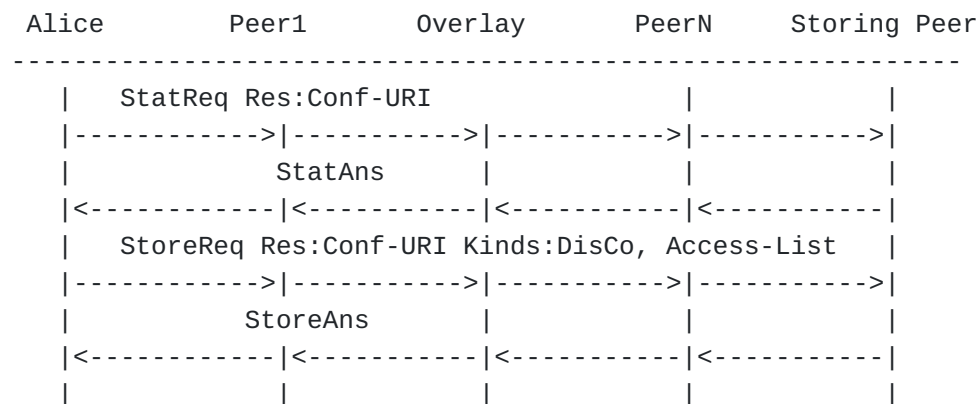 Alice        Peer1        Overlay       PeerN      Storing Peer
-------------------------------------------------------------
   |   StatReq Res:Conf-URI                |            |
   |------------>|----------->|----------->|----------->|
   |             StatAns      |            |            |
   |<------------|<-----------|<-----------|<-----------|
   |   StoreReq Res:Conf-URI Kinds:DisCo, Access-List   |
   |------------>|----------->|----------->|----------->|
   |           StoreAns       |            |            |
   |<------------|<-----------|<-----------|<-----------|
   |             |            |            |            |